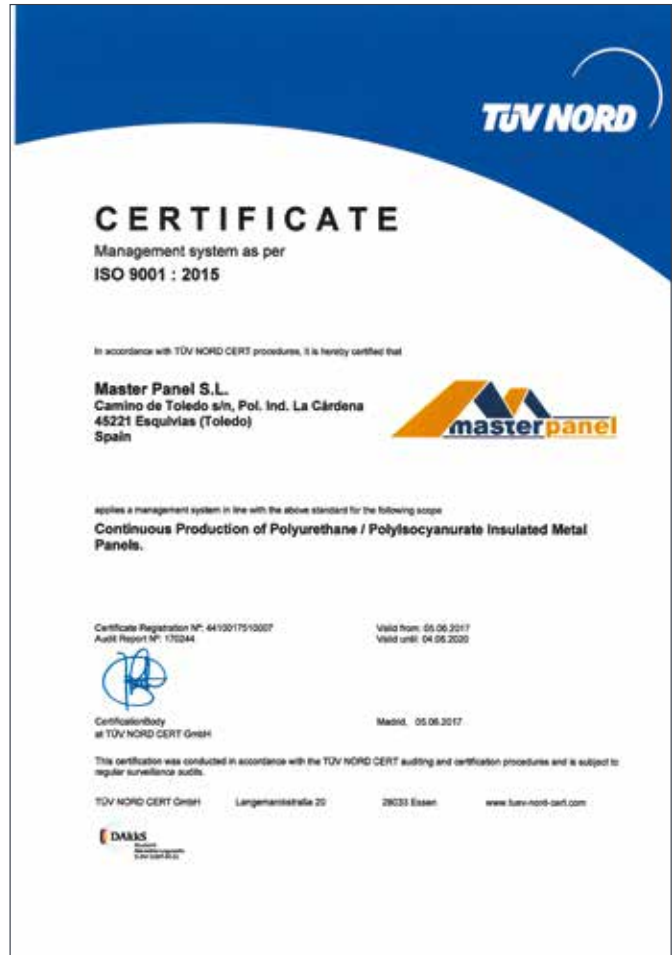 TÜV NORD
CERTIFICATE
Management system as per
ISO 9001 : 2015
In accordance with TÜV NORD CERT procedures, it is hereby certified that
Master Panel S.L.
Camino de Toledo s/n, Pol. Ind. La Cárdena
45221 Esquivias (Toledo)
Spain
masterpanel
applies a management system in line with the above standard for the following scope
Continuous Production of Polyurethane / Polyisocyanurate Insulated Metal
Panels.
Certificate Registration Nº: 4410017510007
Audit Report Nº: 170244
Valid from: 05.06.2017
Valid until: 04.06.2020
CertificationBody
at TÜV NORD CERT GmbH
Madrid, 05.06.2017
This certification was conducted in accordance with the TÜV NORD CERT auditing and certification procedures and is subject to
regular surveillance audits.
TÜV NORD CERT GmbH Langemarckstraße 20 Essen www.tuev-nord-cert.com
DAkkS